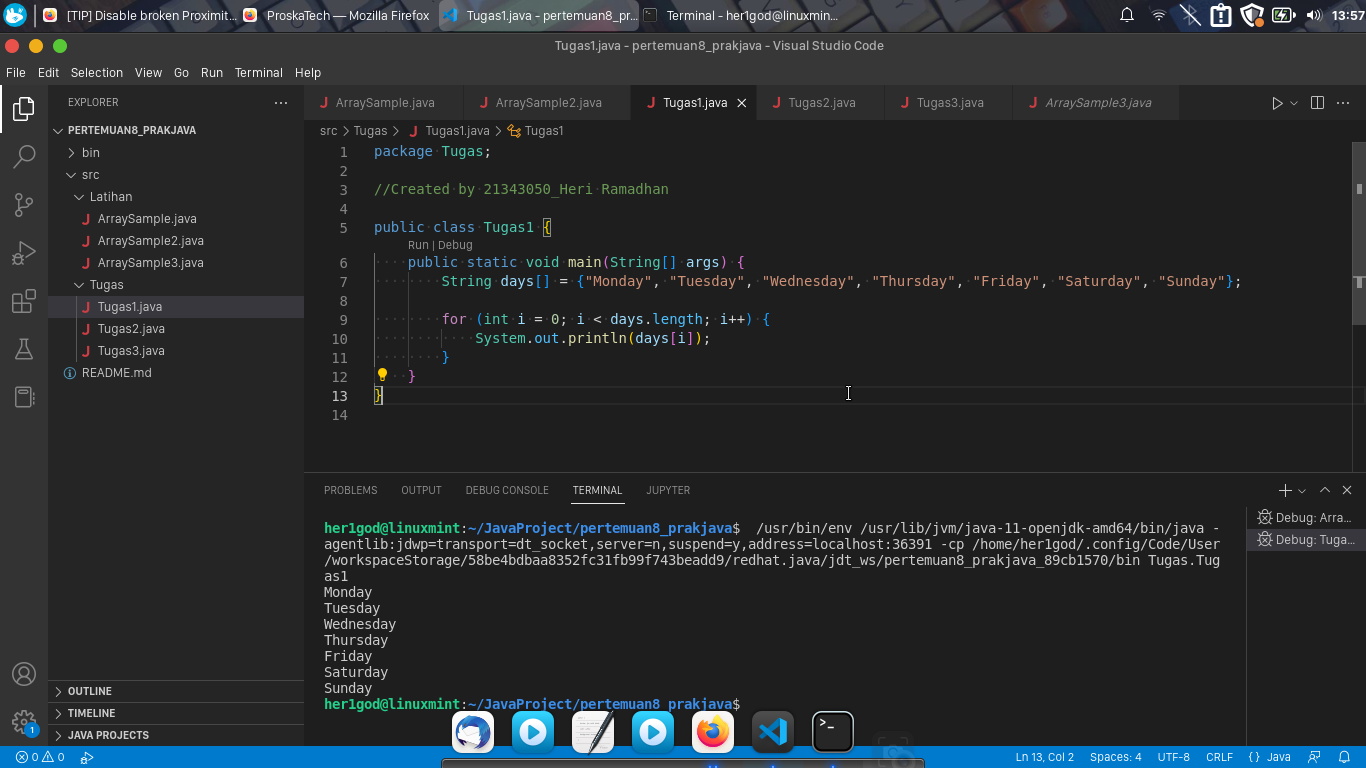 [TIP] Disable broken Proximit...
ProskaTech — Mozilla Firefox
Tugas1.java - pertemuan8_pr...
Terminal - her1god@linuxmin...
13:57
Tugas1.java - pertemuan8_prakjava - Visual Studio Code
File Edit Selection View Go Run Terminal Help
EXPLORER
PERTEMUAN8_PRAKJAVA
bin
src
Latihan
ArraySample.java
ArraySample2.java
ArraySample3.java
Tugas
Tugas1.java
Tugas2.java
Tugas3.java
README.md
OUTLINE
TIMELINE
JAVA PROJECTS
1
ArraySample.java ArraySample2.java Tugas1.java Tugas2.java Tugas3.java ArraySample3.java
src > Tugas > Tugas1.java > Tugas1
1 package Tugas;
2
3 //Created by 21343050_Heri Ramadhan
4
5 public class Tugas1 {
Run | Debug
6 public static void main(String[] args) {
7 String days[] = {"Monday", "Tuesday", "Wednesday", "Thursday", "Friday", "Saturday", "Sunday"};
8
9 for (int i = 0; i < days.length; i++) {
10 System.out.println(days[i]);
11 }
12 }
13 }
14
PROBLEMS OUTPUT DEBUG CONSOLE TERMINAL JUPYTER
her1god@linuxmint:~/JavaProject/pertemuan8_prakjava$ /usr/bin/env /usr/lib/jvm/java-11-openjdk-amd64/bin/java -
agentlib:jdwp=transport=dt_socket,server=n,suspend=y,address=localhost:36391 -cp /home/her1god/.config/Code/User
/workspaceStorage/58be4bdbaa8352fc31fb99f743beadd9/redhat.java/jdt_ws/pertemuan8_prakjava_89cb1570/bin Tugas.Tug
as1
Monday
Tuesday
Wednesday
Thursday
Friday
Saturday
Sunday
her1god@linuxmint:~/JavaProject/pertemuan8_prakjava$
Debug: Arra...
Debug: Tuga...
0 0
Ln 13, Col 2 Spaces: 4 UTF-8 CRLF { } Java